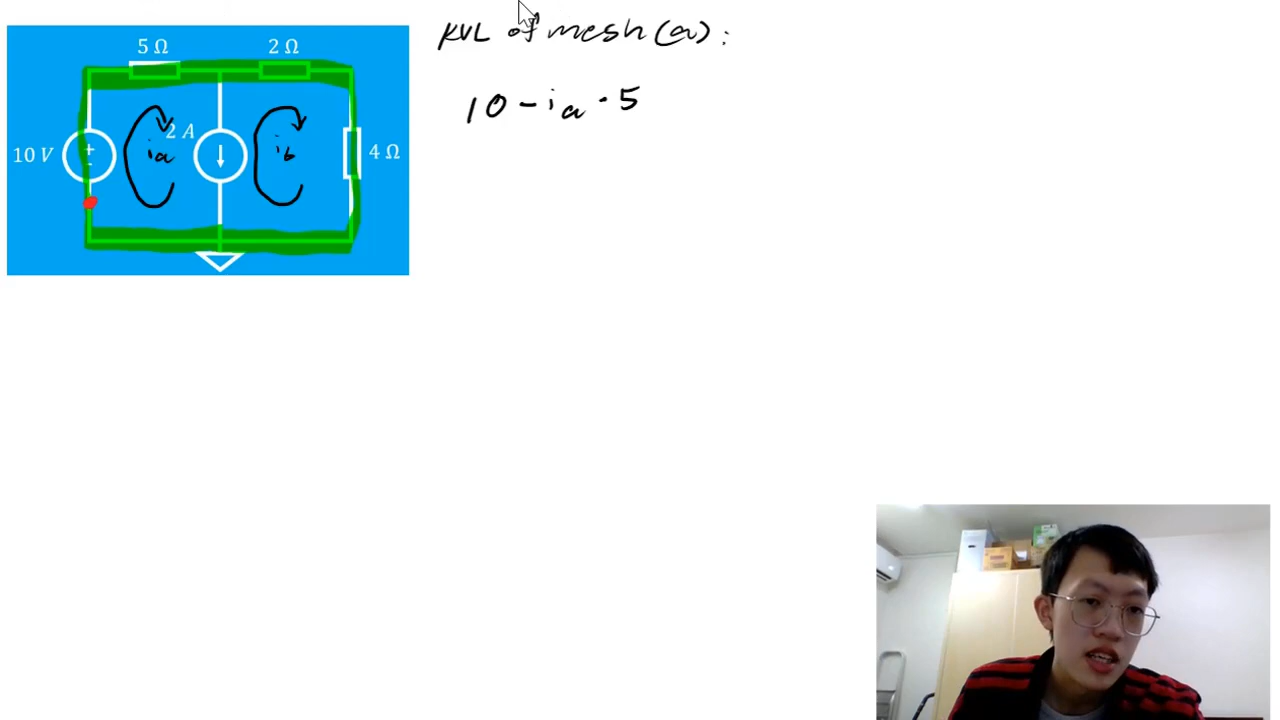 KVL of mesh (a) :
5 Ω
2 Ω
10 - ia · 5
2 A
10 V
+
-
ia
ib
4 Ω